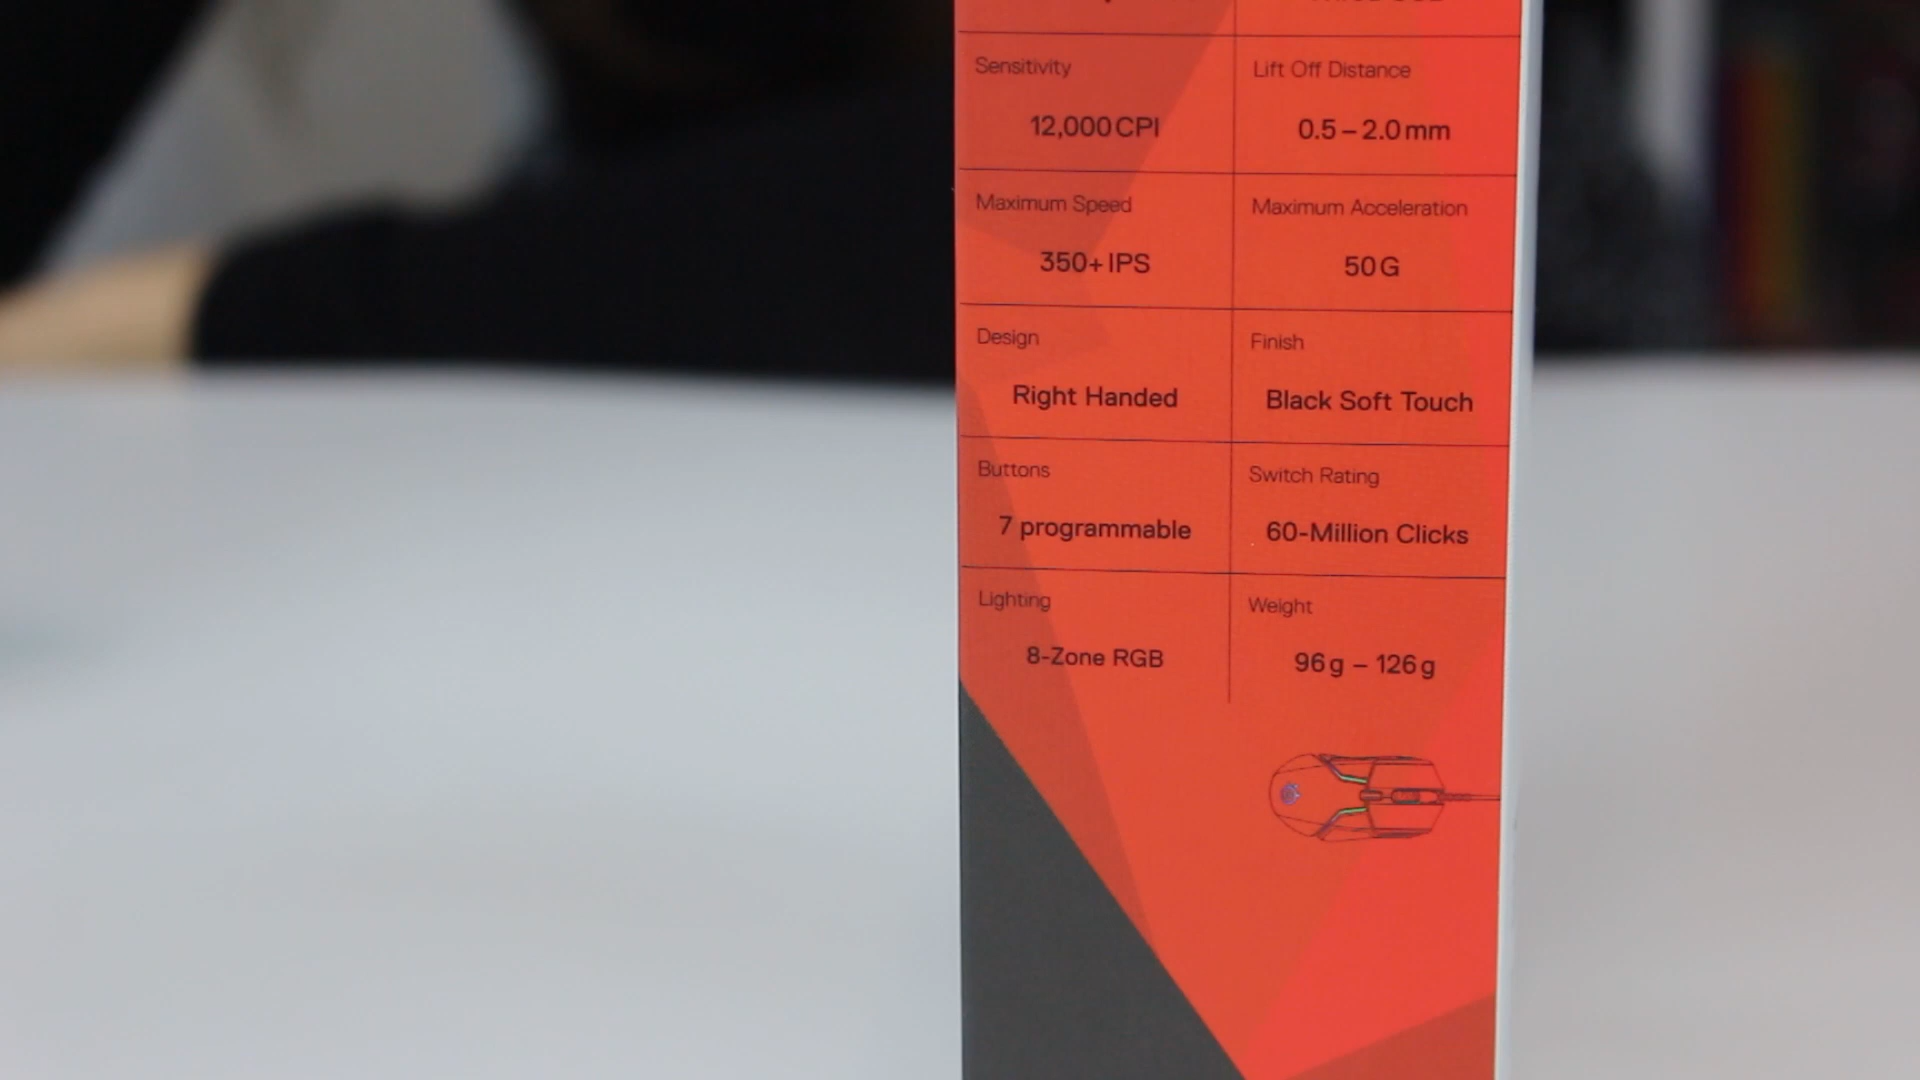 Sensitivity
12,000 CPI
Lift Off Distance
0.5 – 2.0 mm
Maximum Speed
350+ IPS
Maximum Acceleration
50 G
Design
Right Handed
Finish
Black Soft Touch
Buttons
7 programmable
Switch Rating
60-Million Clicks
Lighting
8-Zone RGB
Weight
96 g – 126 g